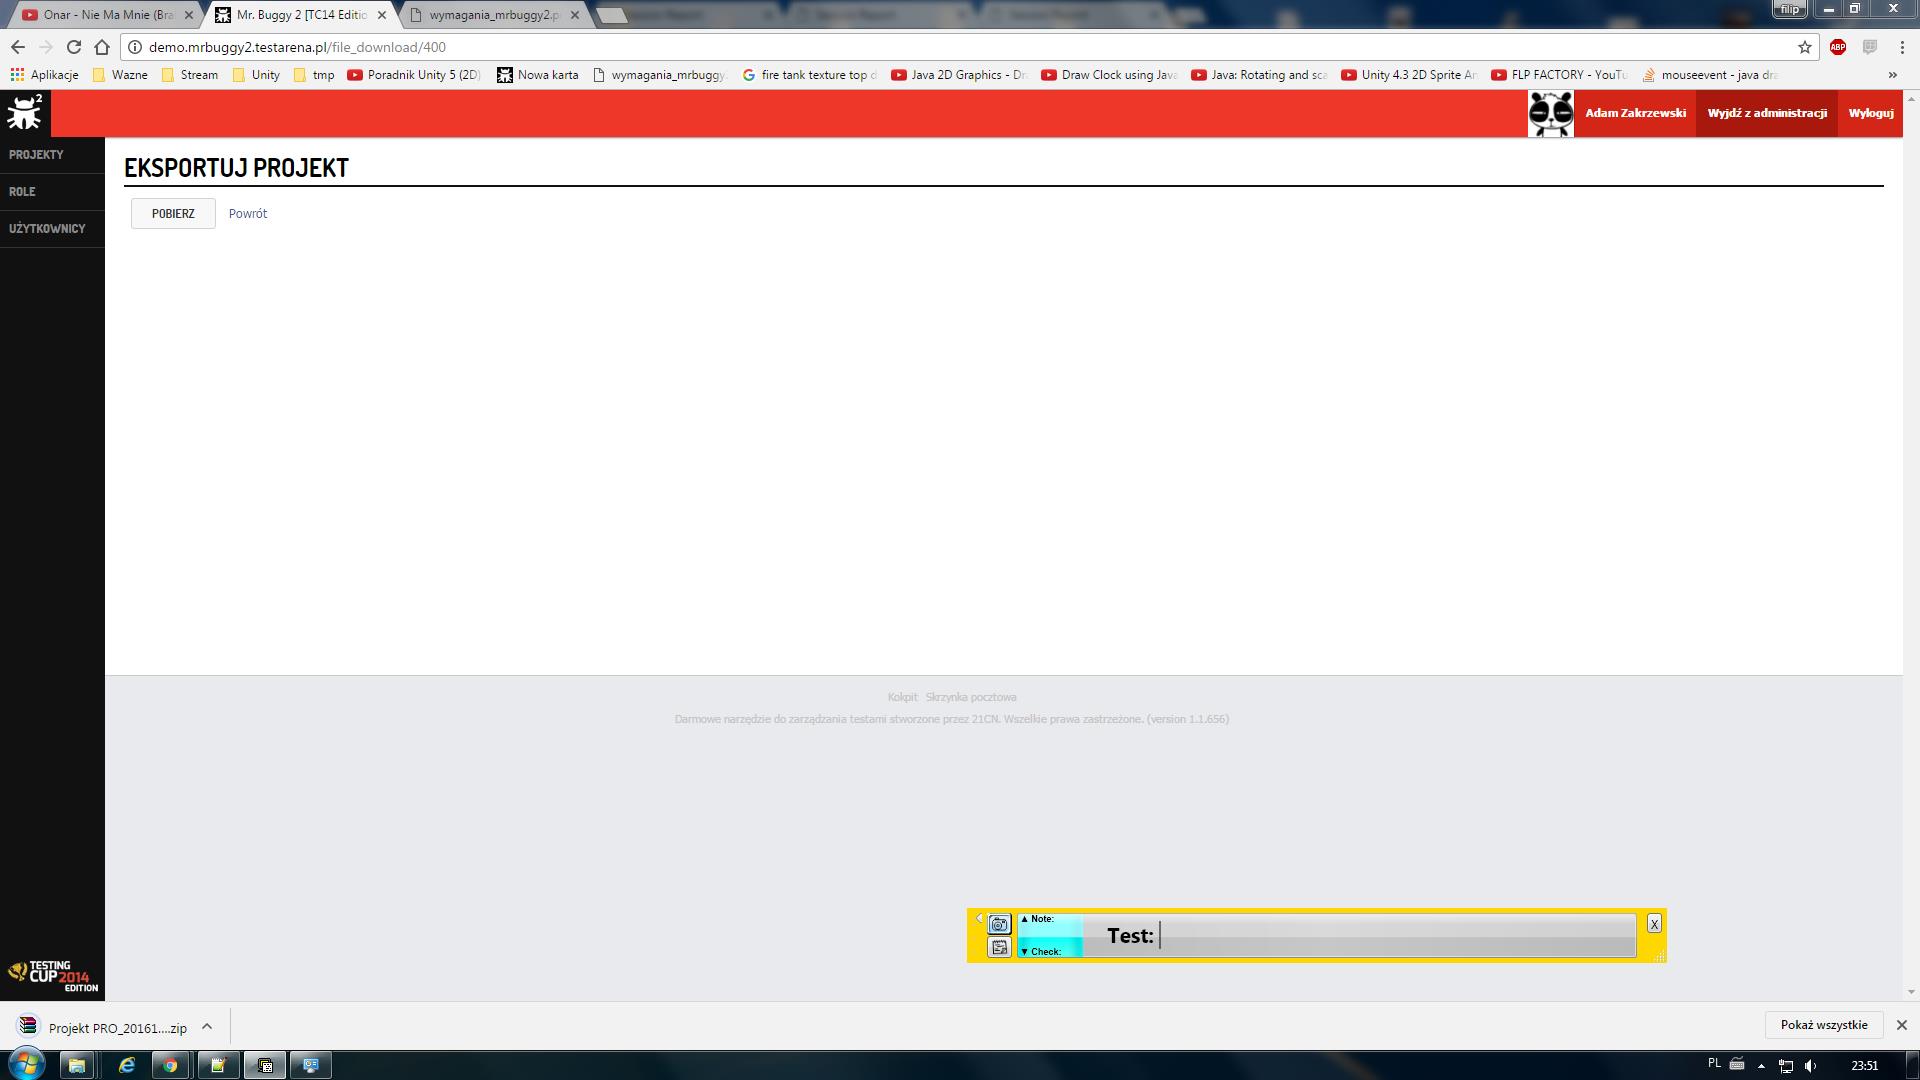 Onar - Nie Ma Mnie (Bra
Mr. Buggy 2 [TC14 Editio
wymagania_mrbuggy2.p
filip
demo.mrbuggy2.testarena.pl/file_download/400
ABP
Aplikacje Wazne Stream Unity tmp Poradnik Unity 5 (2D) Nowa karta wymagania_mrbuggy. fire tank texture top d Java 2D Graphics - Dr Draw Clock using Java Java: Rotating and sca Unity 4.3 2D Sprite An FLP FACTORY - YouTu mouseevent - java dra »
2
Adam Zakrzewski Wyjdź z administracji Wyloguj
PROJEKTY
ROLE
UŻYTKOWNICY
EKSPORTUJ PROJEKT
POBIERZ Powrót
Kokpit Skrzynka pocztowa
Darmowe narzędzie do zarządzania testami stworzone przez 21CN. Wszelkie prawa zastrzeżone. (version 1.1.656)
▲ Note:
Test:
▼ Check:
X
TESTING
CUP 2014
EDITION
Projekt PRO_20161....zip
Pokaż wszystkie
PL
23:51